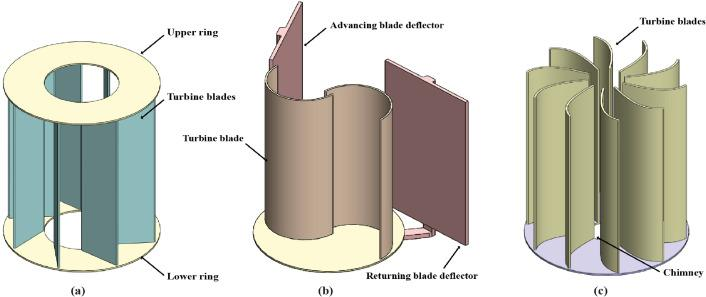 Upper ring
Turbine blades
Lower ring
(a)
Advancing blade deflector
Turbine blade
Returning blade deflector
(b)
Turbine blades
Chimney
(c)